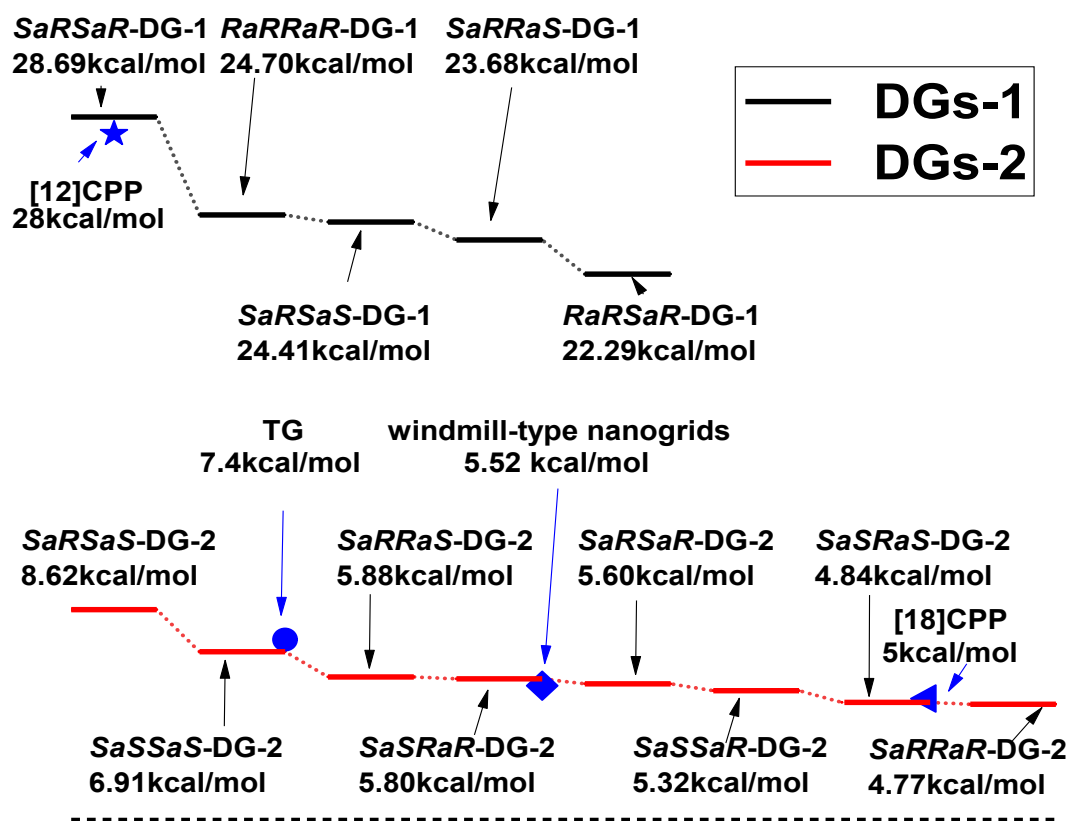 SaRSaR-DG-1
28.69kcal/mol
RaRRaR-DG-1
24.70kcal/mol
SaRRaS-DG-1
23.68kcal/mol
DGs-1
DGs-2
[12]CPP
28kcal/mol
SaRSaS-DG-1
24.41kcal/mol
RaRSaR-DG-1
22.29kcal/mol
TG
7.4kcal/mol
windmill-type nanogrids
5.52 kcal/mol
SaRSaS-DG-2
8.62kcal/mol
SaRRaS-DG-2
5.88kcal/mol
SaRSaR-DG-2
5.60kcal/mol
SaSRaS-DG-2
4.84kcal/mol
[18]CPP
5kcal/mol
SaSSaS-DG-2
6.91kcal/mol
SaSRaR-DG-2
5.80kcal/mol
SaSSaR-DG-2
5.32kcal/mol
SaRRaR-DG-2
4.77kcal/mol